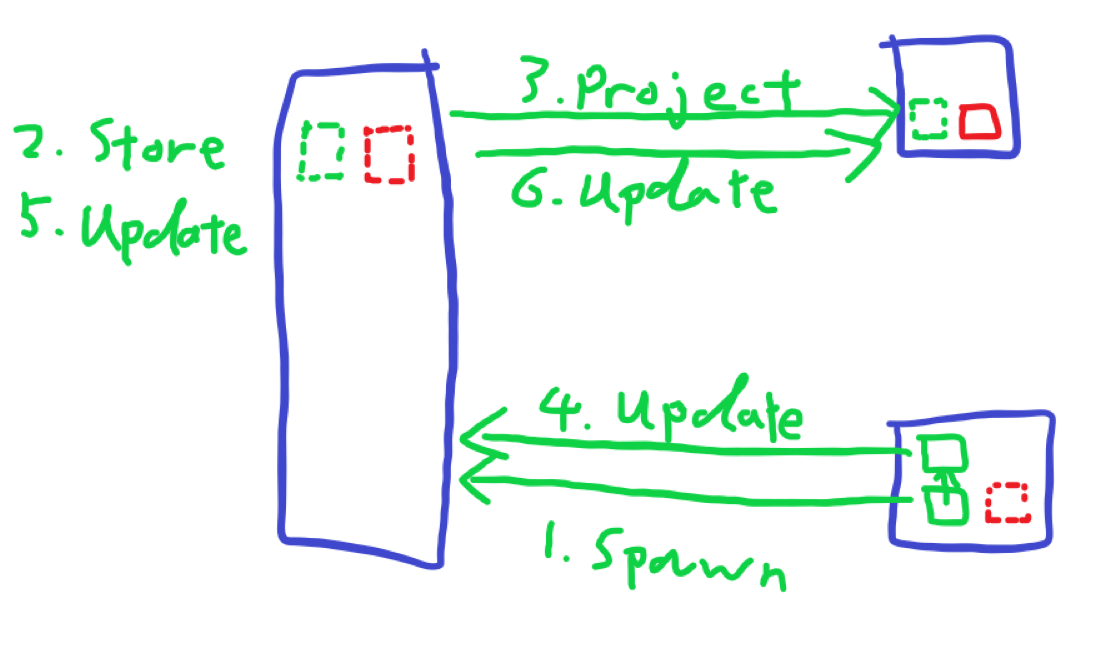 2. Store
5. Update
3. Project
6. Update
4. Update
1. Spawn